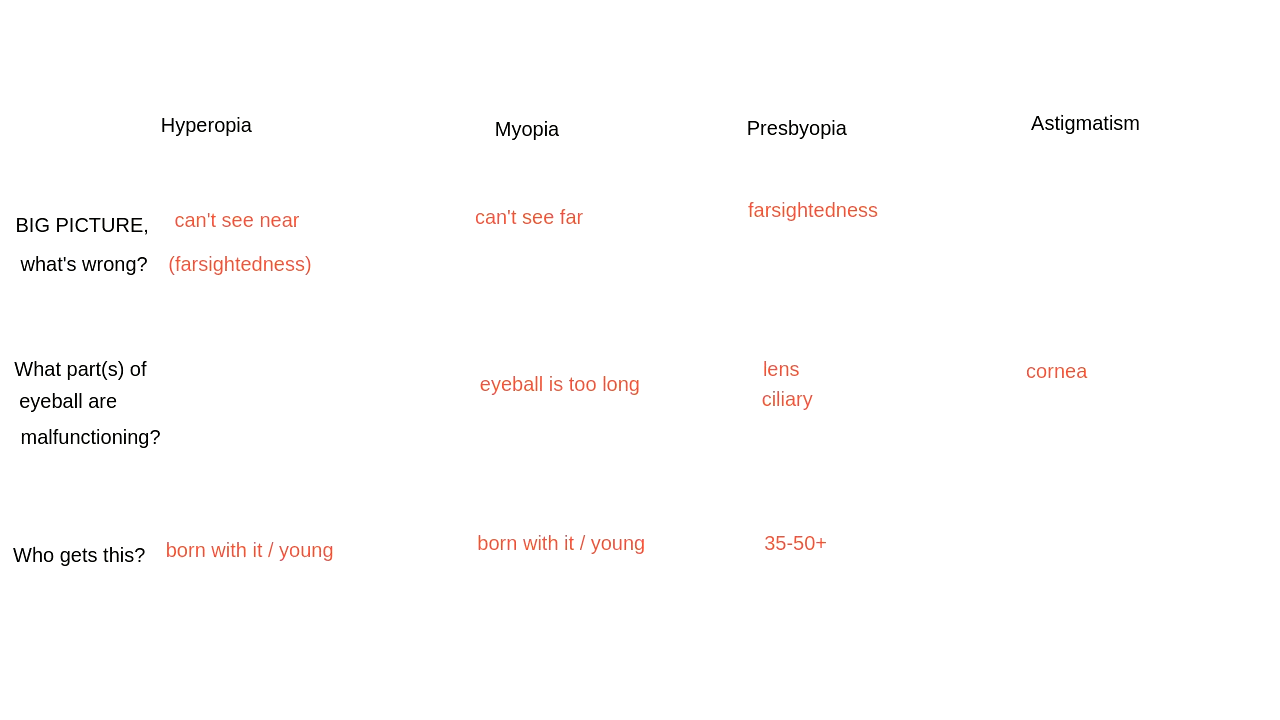 Hyperopia Myopia Presbyopia Astigmatism
BIG PICTURE, can't see near can't see far farsightedness
what's wrong? (farsightedness)
What part(s) of lens cornea
eyeball are eyeball is too long ciliary
malfunctioning?
Who gets this? born with it / young born with it / young 35-50+